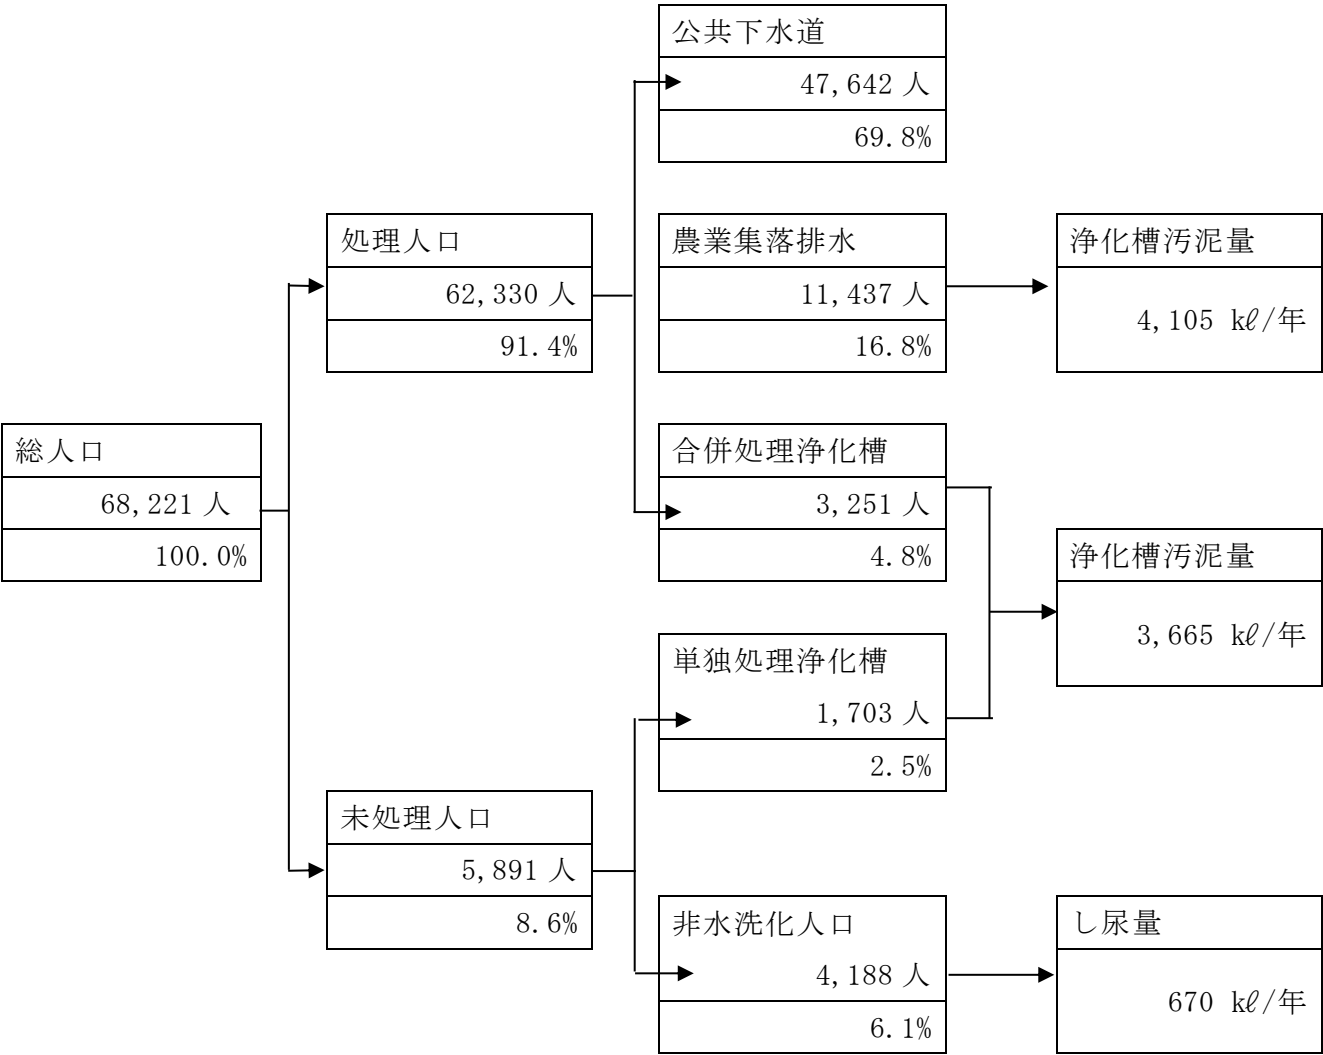 公共下水道
47,642 人
69.8%
処理人口
62,330 人
91.4%
農業集落排水
11,437 人
16.8%
浄化槽汚泥量
4,105 kℓ/年
総人口
68,221 人
100.0%
合併処理浄化槽
3,251 人
4.8%
浄化槽汚泥量
3,665 kℓ/年
単独処理浄化槽
1,703 人
2.5%
未処理人口
5,891 人
8.6%
非水洗化人口
4,188 人
6.1%
し尿量
670 kℓ/年